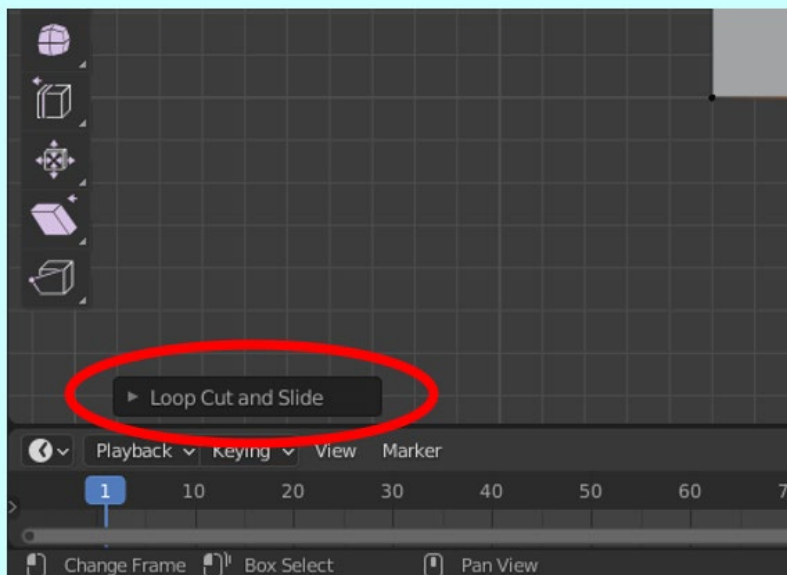 Loop Cut and Slide
Playback Keying View Marker
1 10 20 30 40 50 60
Change Frame Box Select Pan View